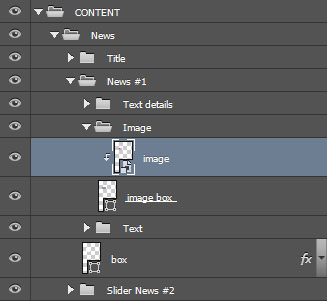 CONTENT
News
Title
News #1
Text details
Image
image
image box
Text
box fx
Slider News #2